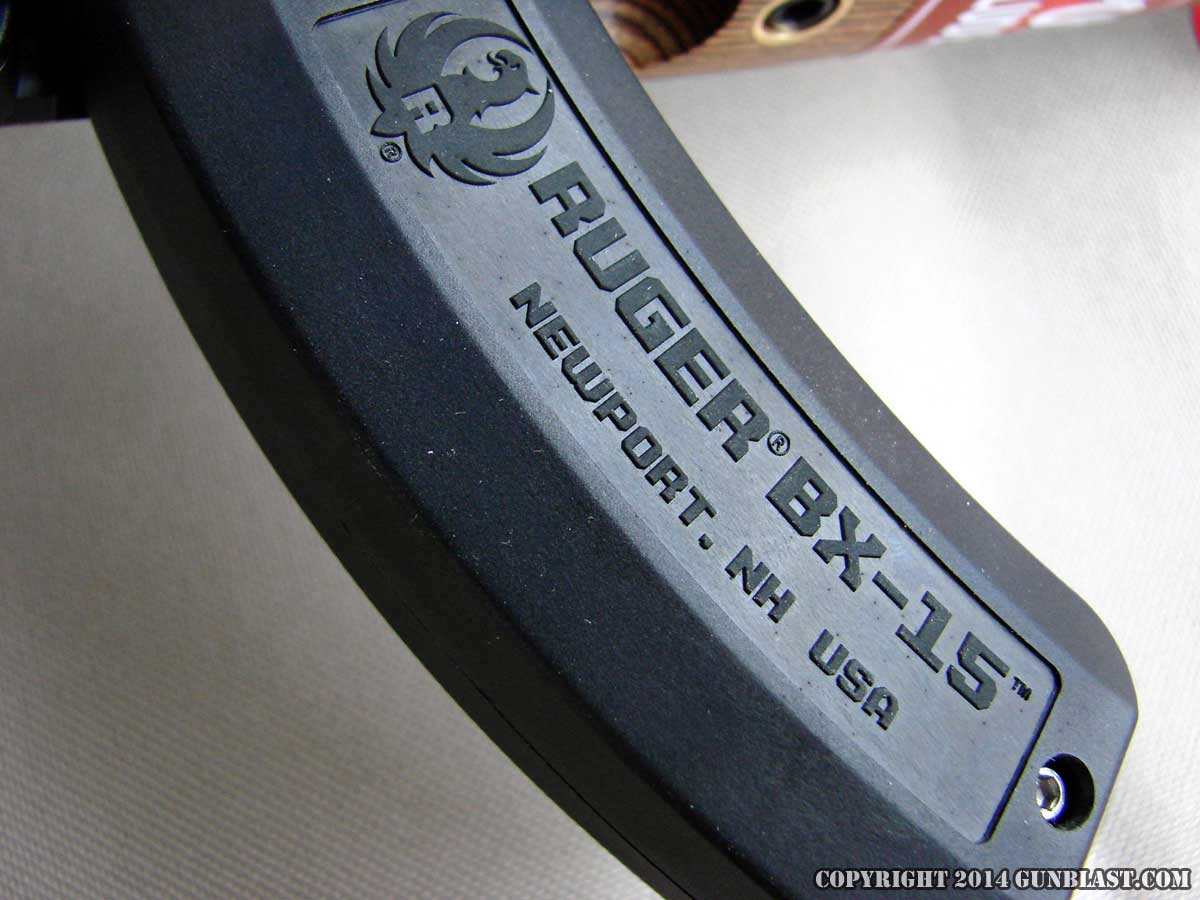 R
®
RUGER® BX-15™
NEWPORT, NH USA
COPYRIGHT 2014 GUNBLAST.COM